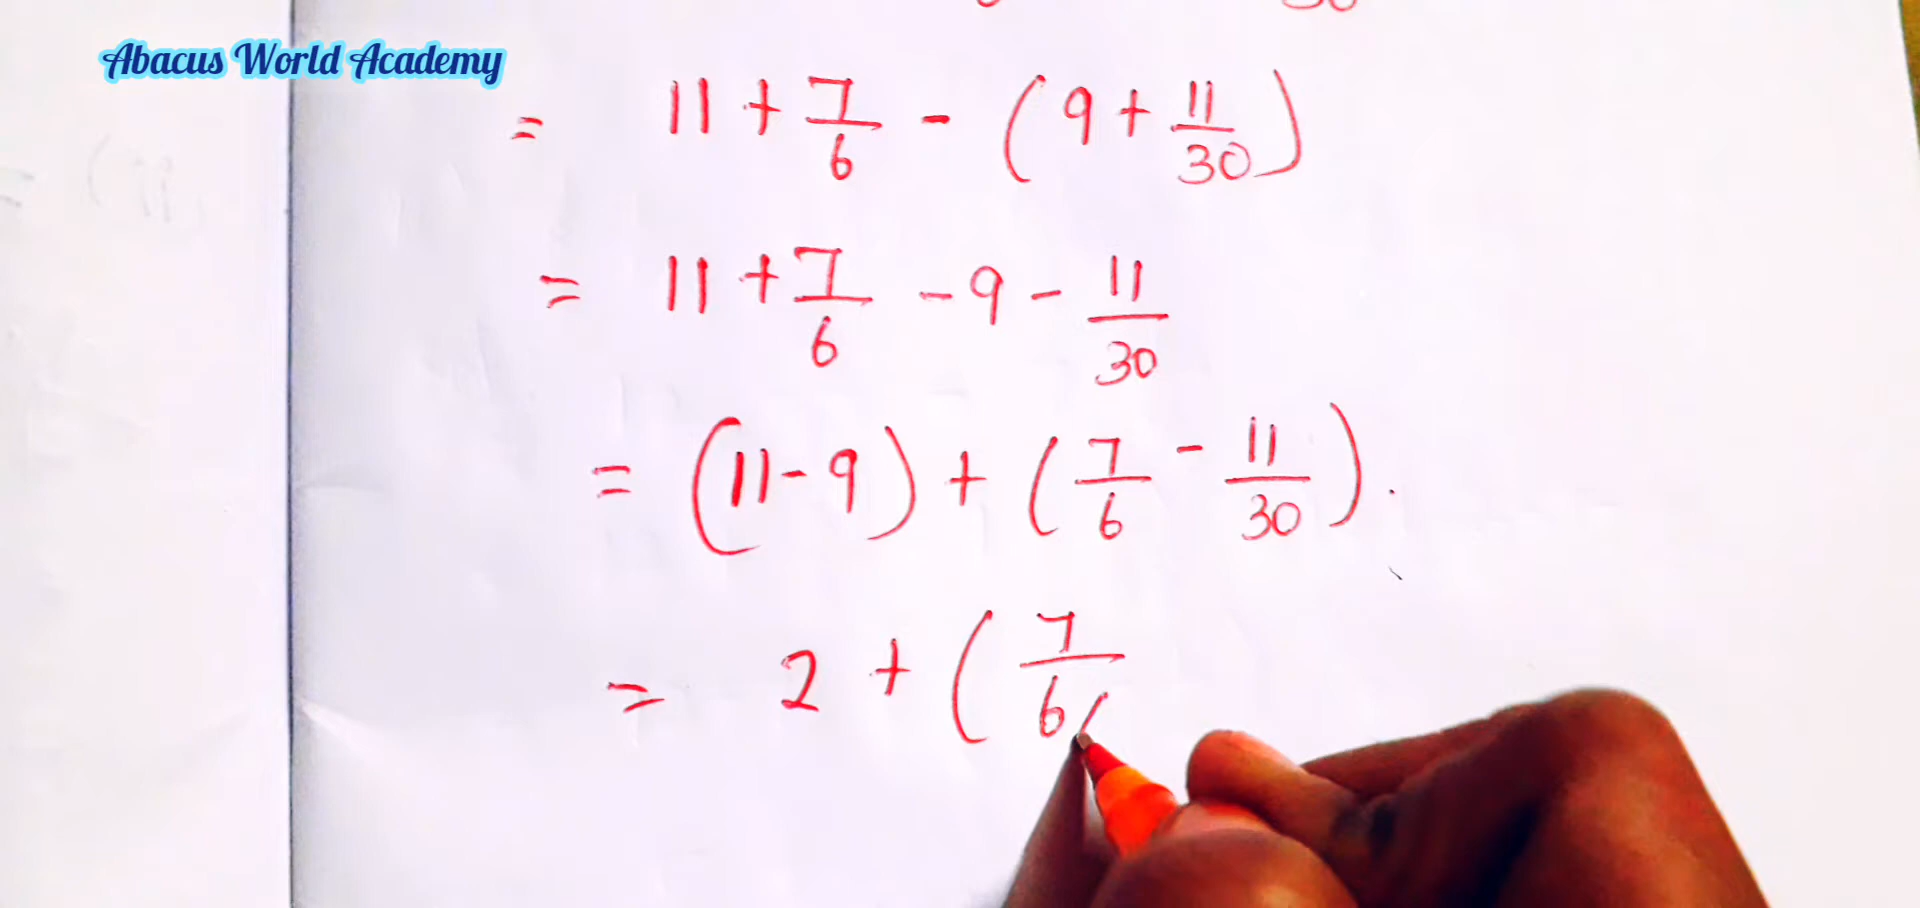 Abacus World Academy
= 11 + 7/6 - (9 + 11/30)
= 11 + 7/6 - 9 - 11/30
= (11 - 9) + (7/6 - 11/30).
= 2 + (7/6(